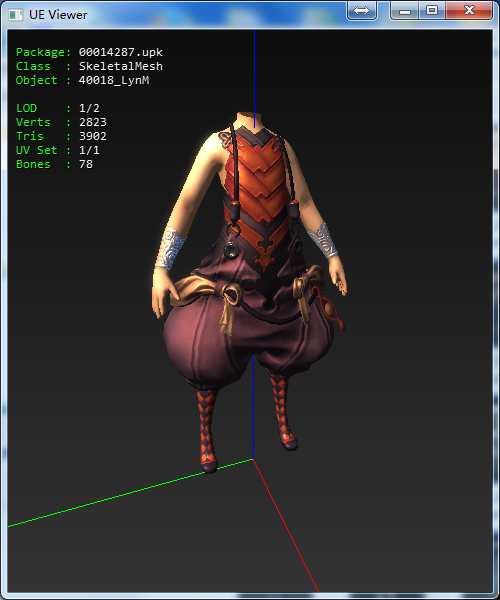 UE Viewer
Package: 00014287.upk
Class : SkeletalMesh
Object : 40018_LynM
LOD : 1/2
Verts : 2823
Tris : 3902
UV Set : 1/1
Bones : 78